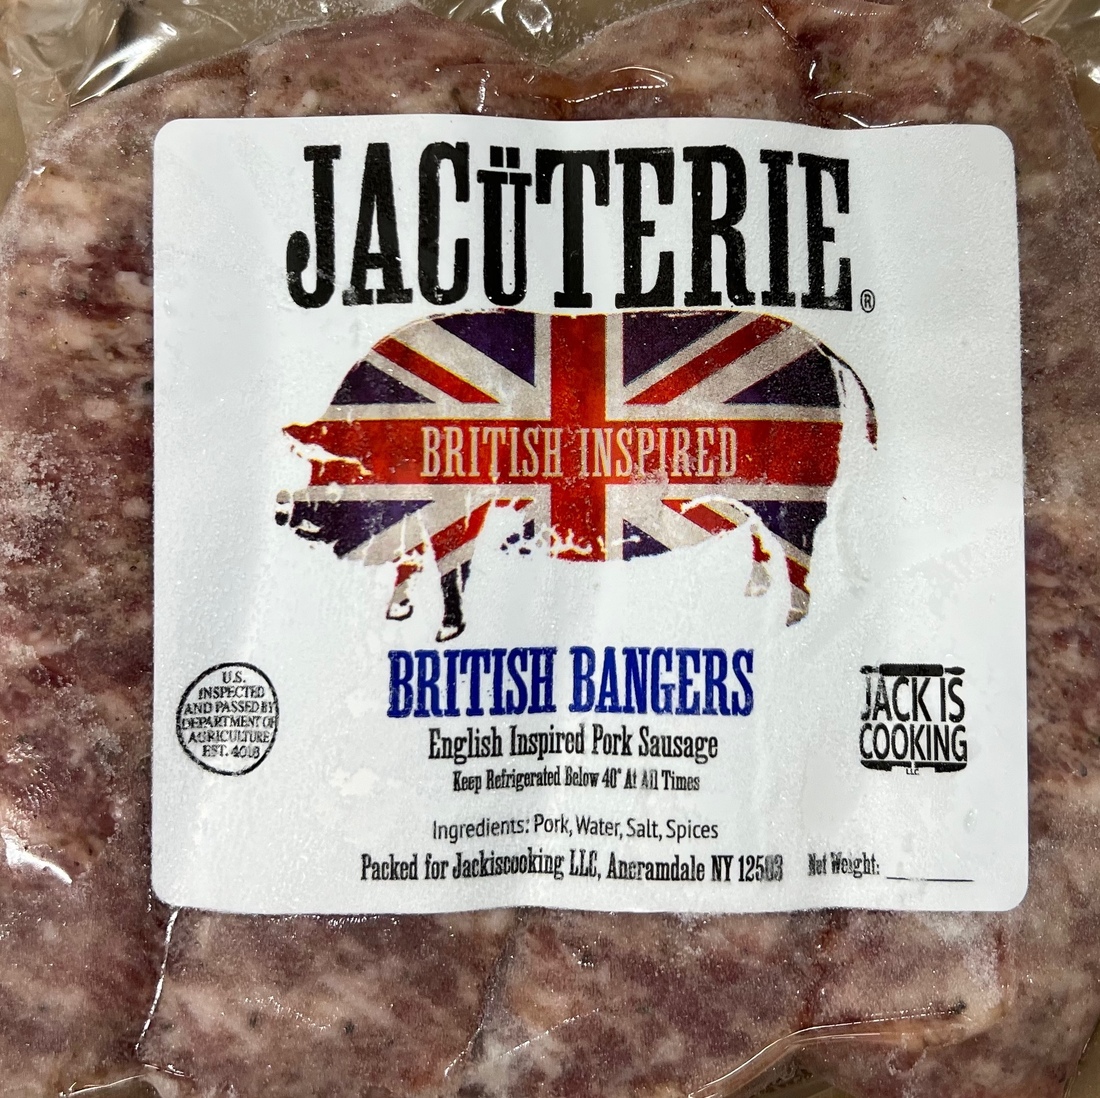 JACÜTERIE®
BRITISH INSPIRED
BRITISH BANGERS
English Inspired Pork Sausage
Keep Refrigerated Below 40° At All Times
Ingredients: Pork, Water, Salt, Spices
Packed for Jackiscooking LLC, Ancramdale NY 12503
Net Weight:
U.S.
INSPECTED
AND PASSED BY
DEPARTMENT OF
AGRICULTURE
EST. 4018
JACK IS
COOKING
LLC